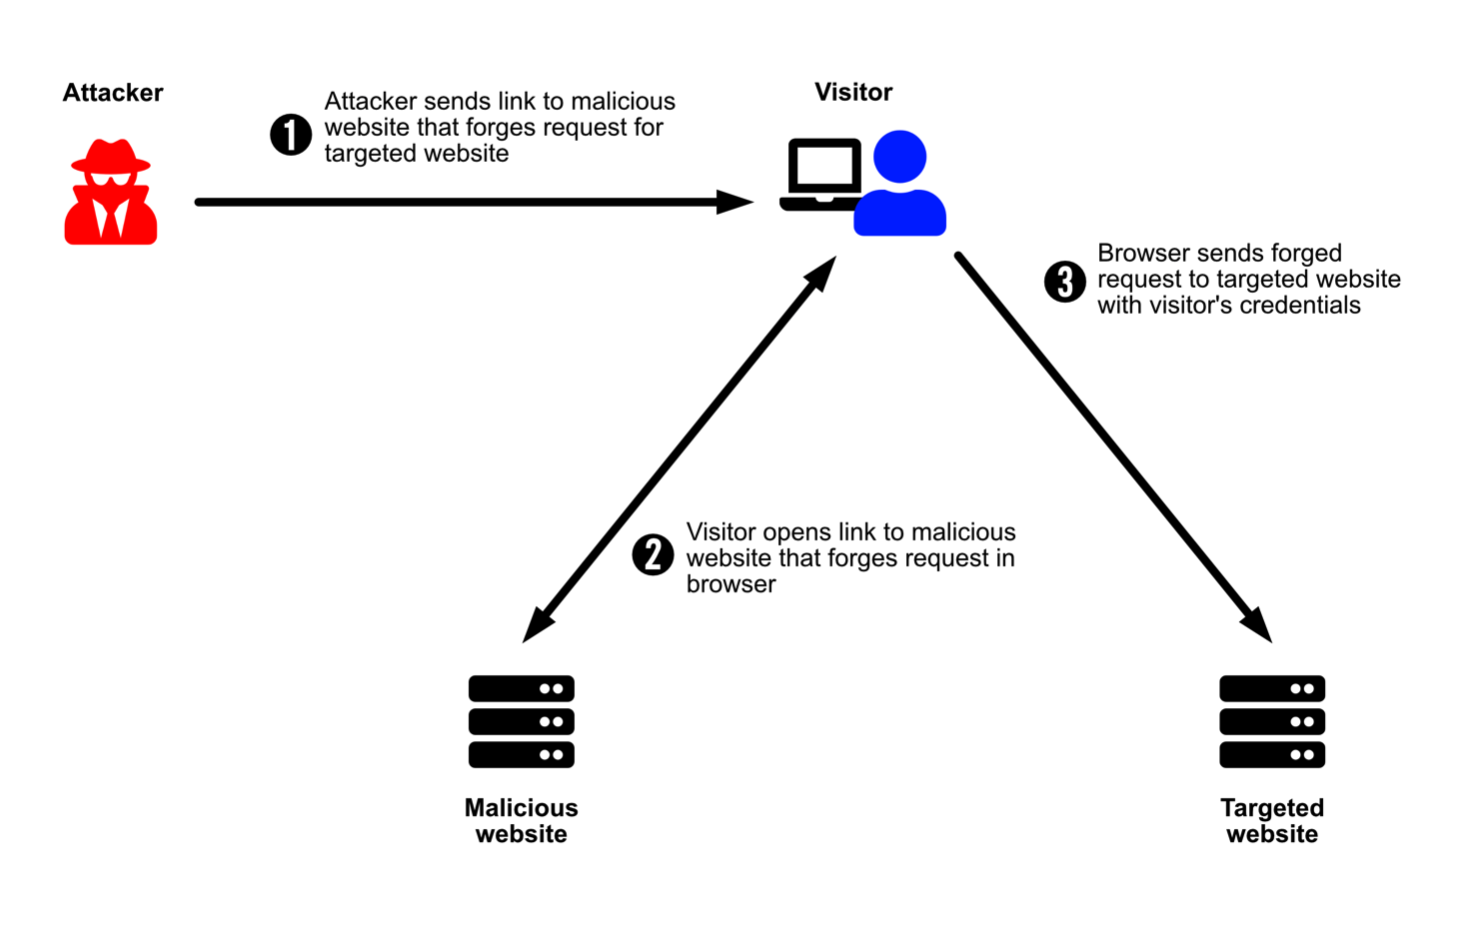 Attacker
1
Attacker sends link to malicious
website that forges request for
targeted website
Visitor
3
Browser sends forged
request to targeted website
with visitor's credentials
2
Visitor opens link to malicious
website that forges request in
browser
Malicious
website
Targeted
website